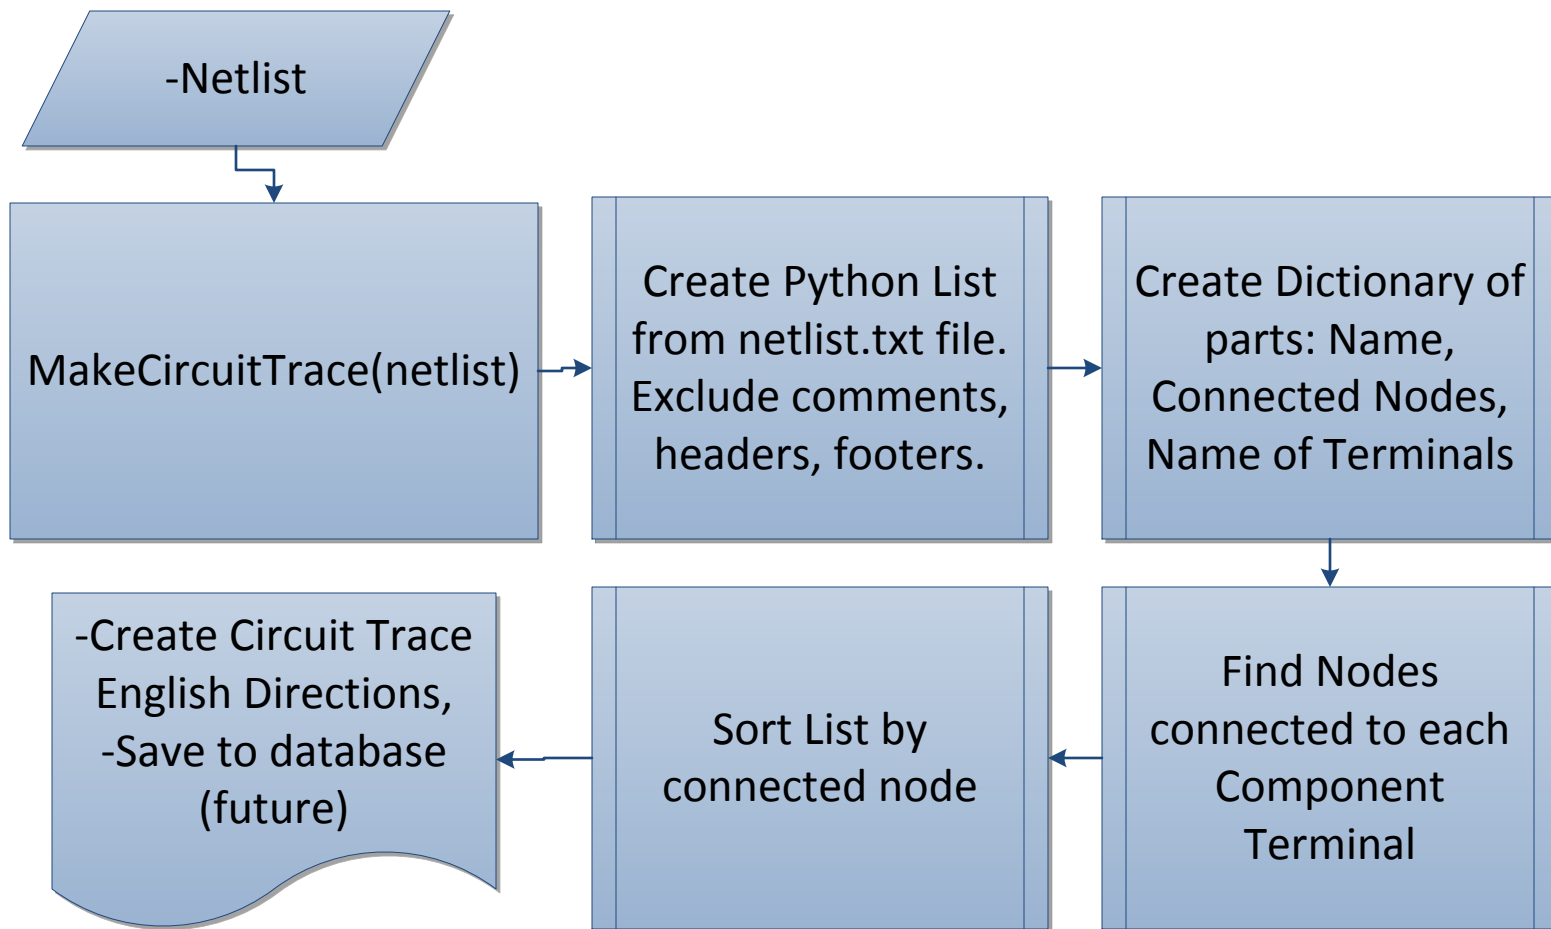 -Netlist
MakeCircuitTrace(netlist)
Create Python List
from netlist.txt file.
Exclude comments,
headers, footers.
Create Dictionary of
parts: Name,
Connected Nodes,
Name of Terminals
Find Nodes
connected to each
Component
Terminal
Sort List by
connected node
-Create Circuit Trace
English Directions,
-Save to database
(future)